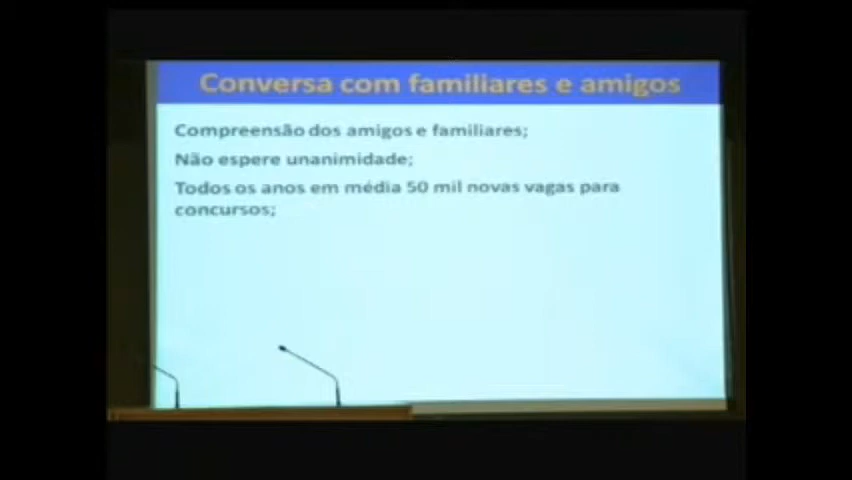 Conversa com familiares e amigos
Compreensão dos amigos e familiares;
Não espere unanimidade;
Todos os anos em média 50 mil novas vagas para
concursos;